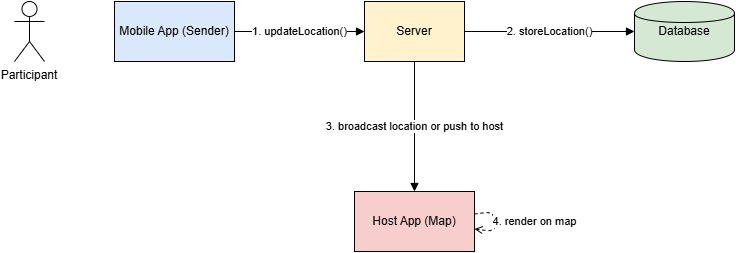 Participant
Mobile App (Sender)
1. updateLocation()
Server
2. storeLocation()
Database
3. broadcast location or push to host
Host App (Map)
4. render on map